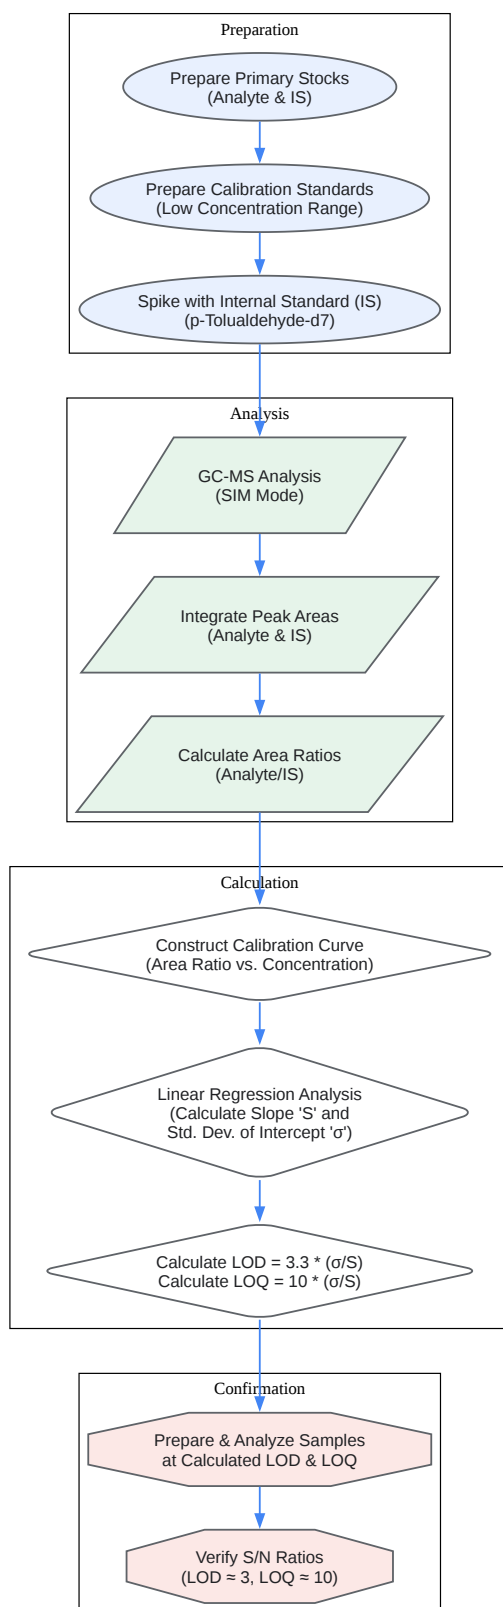 Preparation
Prepare Primary Stocks
(Analyte & IS)
Prepare Calibration Standards
(Low Concentration Range)
Spike with Internal Standard (IS)
(p-Tolualdehyde-d7)
Analysis
GC-MS Analysis
(SIM Mode)
Integrate Peak Areas
(Analyte & IS)
Calculate Area Ratios
(Analyte/IS)
Calculation
Construct Calibration Curve
(Area Ratio vs. Concentration)
Linear Regression Analysis
(Calculate Slope 'S' and
Std. Dev. of Intercept 'σ')
Calculate LOD = 3.3 * (σ/S)
Calculate LOQ = 10 * (σ/S)
Confirmation
Prepare & Analyze Samples
at Calculated LOD & LOQ
Verify S/N Ratios
(LOD ≈ 3, LOQ ≈ 10)